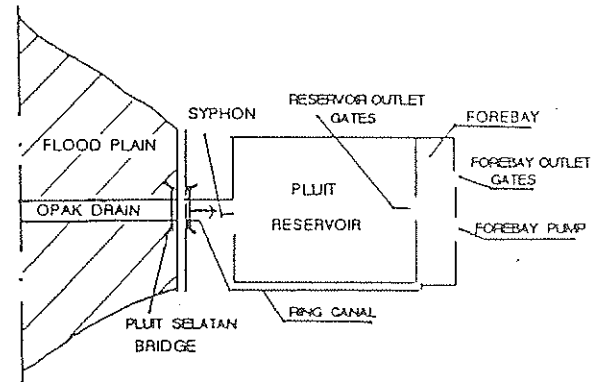 RESERVOIR OUTLET
GATES
SYPHON
FOREBAY
FLOOD PLAIN
FOREBAY OUTLET
GATES
PLUIT
RESERVOIR
OPAK DRAIN
FOREBAY PUMP
RING CANAL
PLUIT SELATAN
BRIDGE